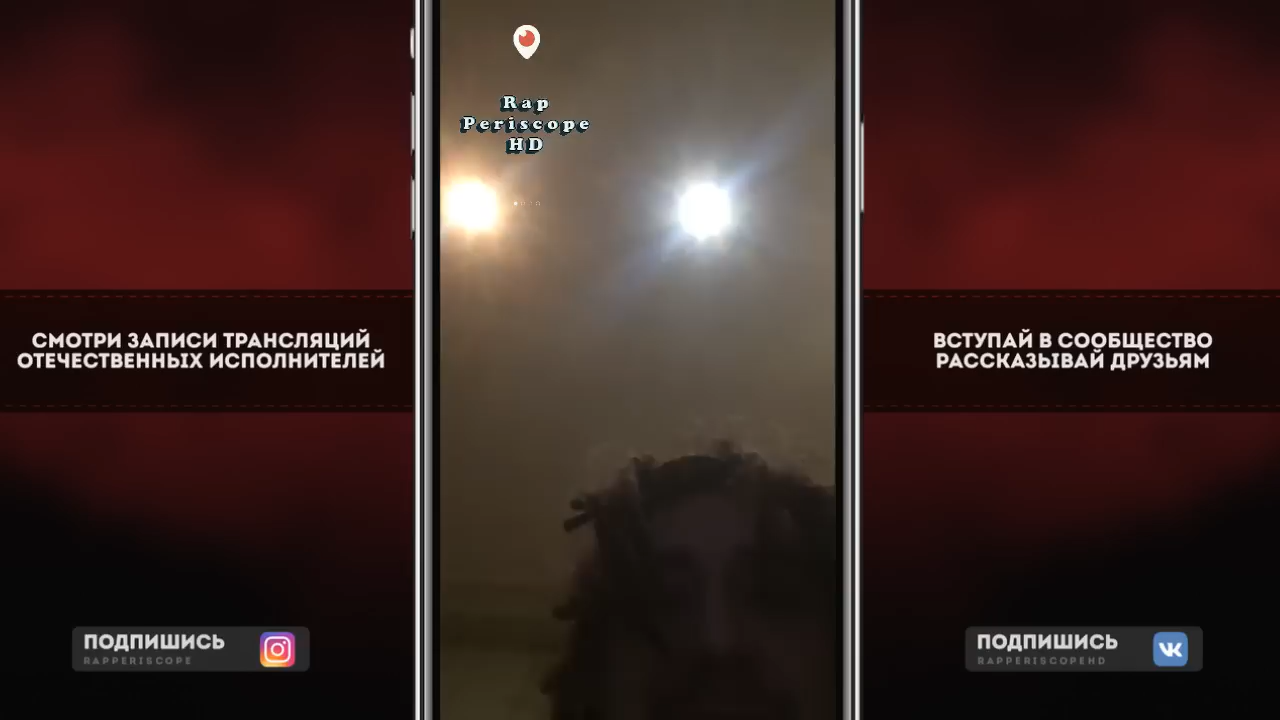 Rap
Periscope
HD
СМОТРИ ЗАПИСИ ТРАНСЛЯЦИЙ
ОТЕЧЕСТВЕННЫХ ИСПОЛНИТЕЛЕЙ
ВСТУПАЙ В СООБЩЕСТВО
РАССКАЗЫВАЙ ДРУЗЬЯМ
ПОДПИШИСЬ
RAPPERISCOPE
ПОДПИШИСЬ
RAPPERISCOPEHD